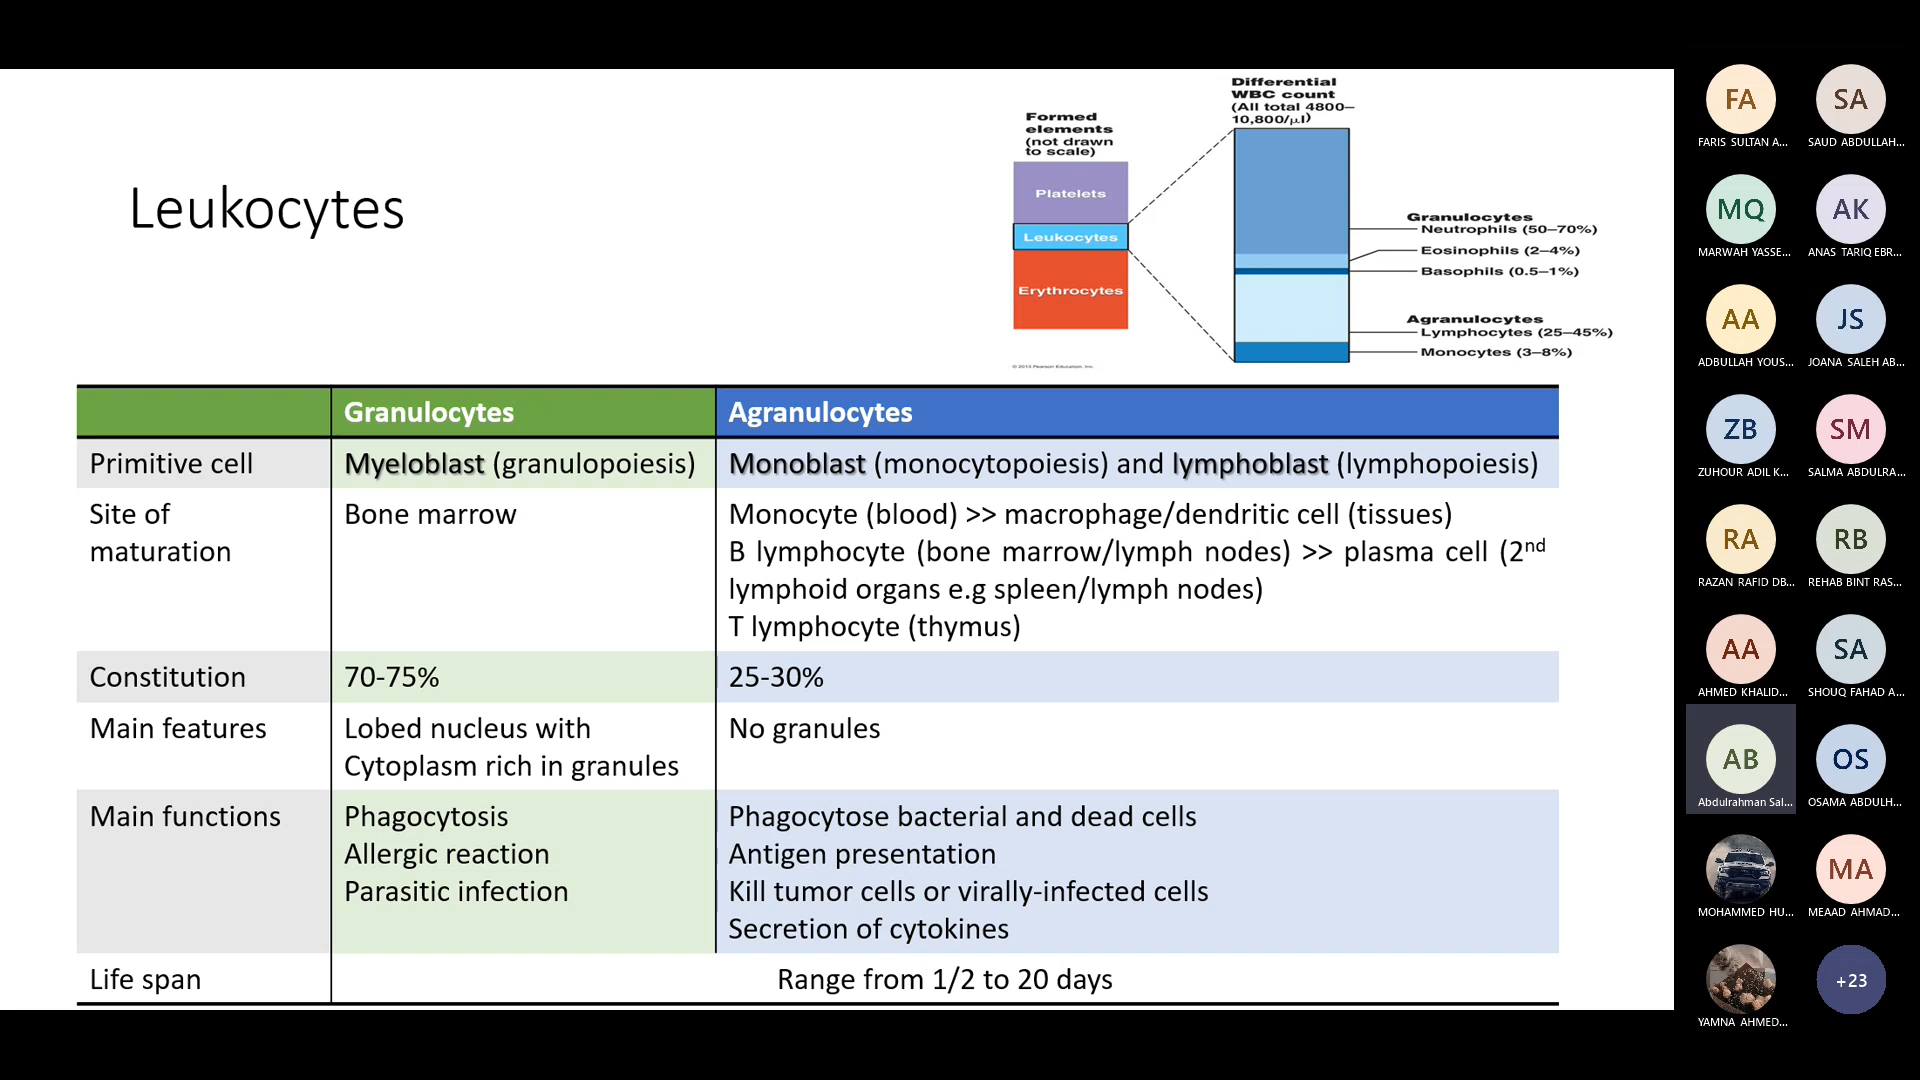 Leukocytes
Formed
elements
(not drawn
to scale)
Platelets
Leukocytes
Erythrocytes
Differential
WBC count
(All total 4800–
10,800/µl)
Granulocytes
Neutrophils (50–70%)
Eosinophils (2–4%)
Basophils (0.5–1%)
Agranulocytes
Lymphocytes (25–45%)
Monocytes (3–8%)
© 2013 Pearson Education, Inc.
Granulocytes
Agranulocytes
Primitive cell
Myeloblast (granulopoiesis)
Monoblast (monocytopoiesis) and lymphoblast (lymphopoiesis)
Site of
maturation
Bone marrow
Monocyte (blood) >> macrophage/dendritic cell (tissues)
B lymphocyte (bone marrow/lymph nodes) >> plasma cell (2nd
lymphoid organs e.g spleen/lymph nodes)
T lymphocyte (thymus)
Constitution
70-75%
25-30%
Main features
Lobed nucleus with
Cytoplasm rich in granules
No granules
Main functions
Phagocytosis
Allergic reaction
Parasitic infection
Phagocytose bacterial and dead cells
Antigen presentation
Kill tumor cells or virally-infected cells
Secretion of cytokines
Life span
Range from 1/2 to 20 days
FA
FARIS SULTAN A...
SA
SAUD ABDULLAH...
MQ
MARWAH YASSE...
AK
ANAS TARIQ EBR...
AA
ADBULLAH YOUS...
JS
JOANA SALEH AB...
ZB
ZUHOUR ADIL K...
SM
SALMA ABDULRA...
RA
RAZAN RAFID DB...
RB
REHAB BINT RAS...
AA
AHMED KHALID...
SA
SHOUQ FAHAD A...
AB
Abdulrahman Sal...
OS
OSAMA ABDULH...
MOHAMMED HU...
MA
MEAAD AHMAD...
YAMNA AHMED...
+23